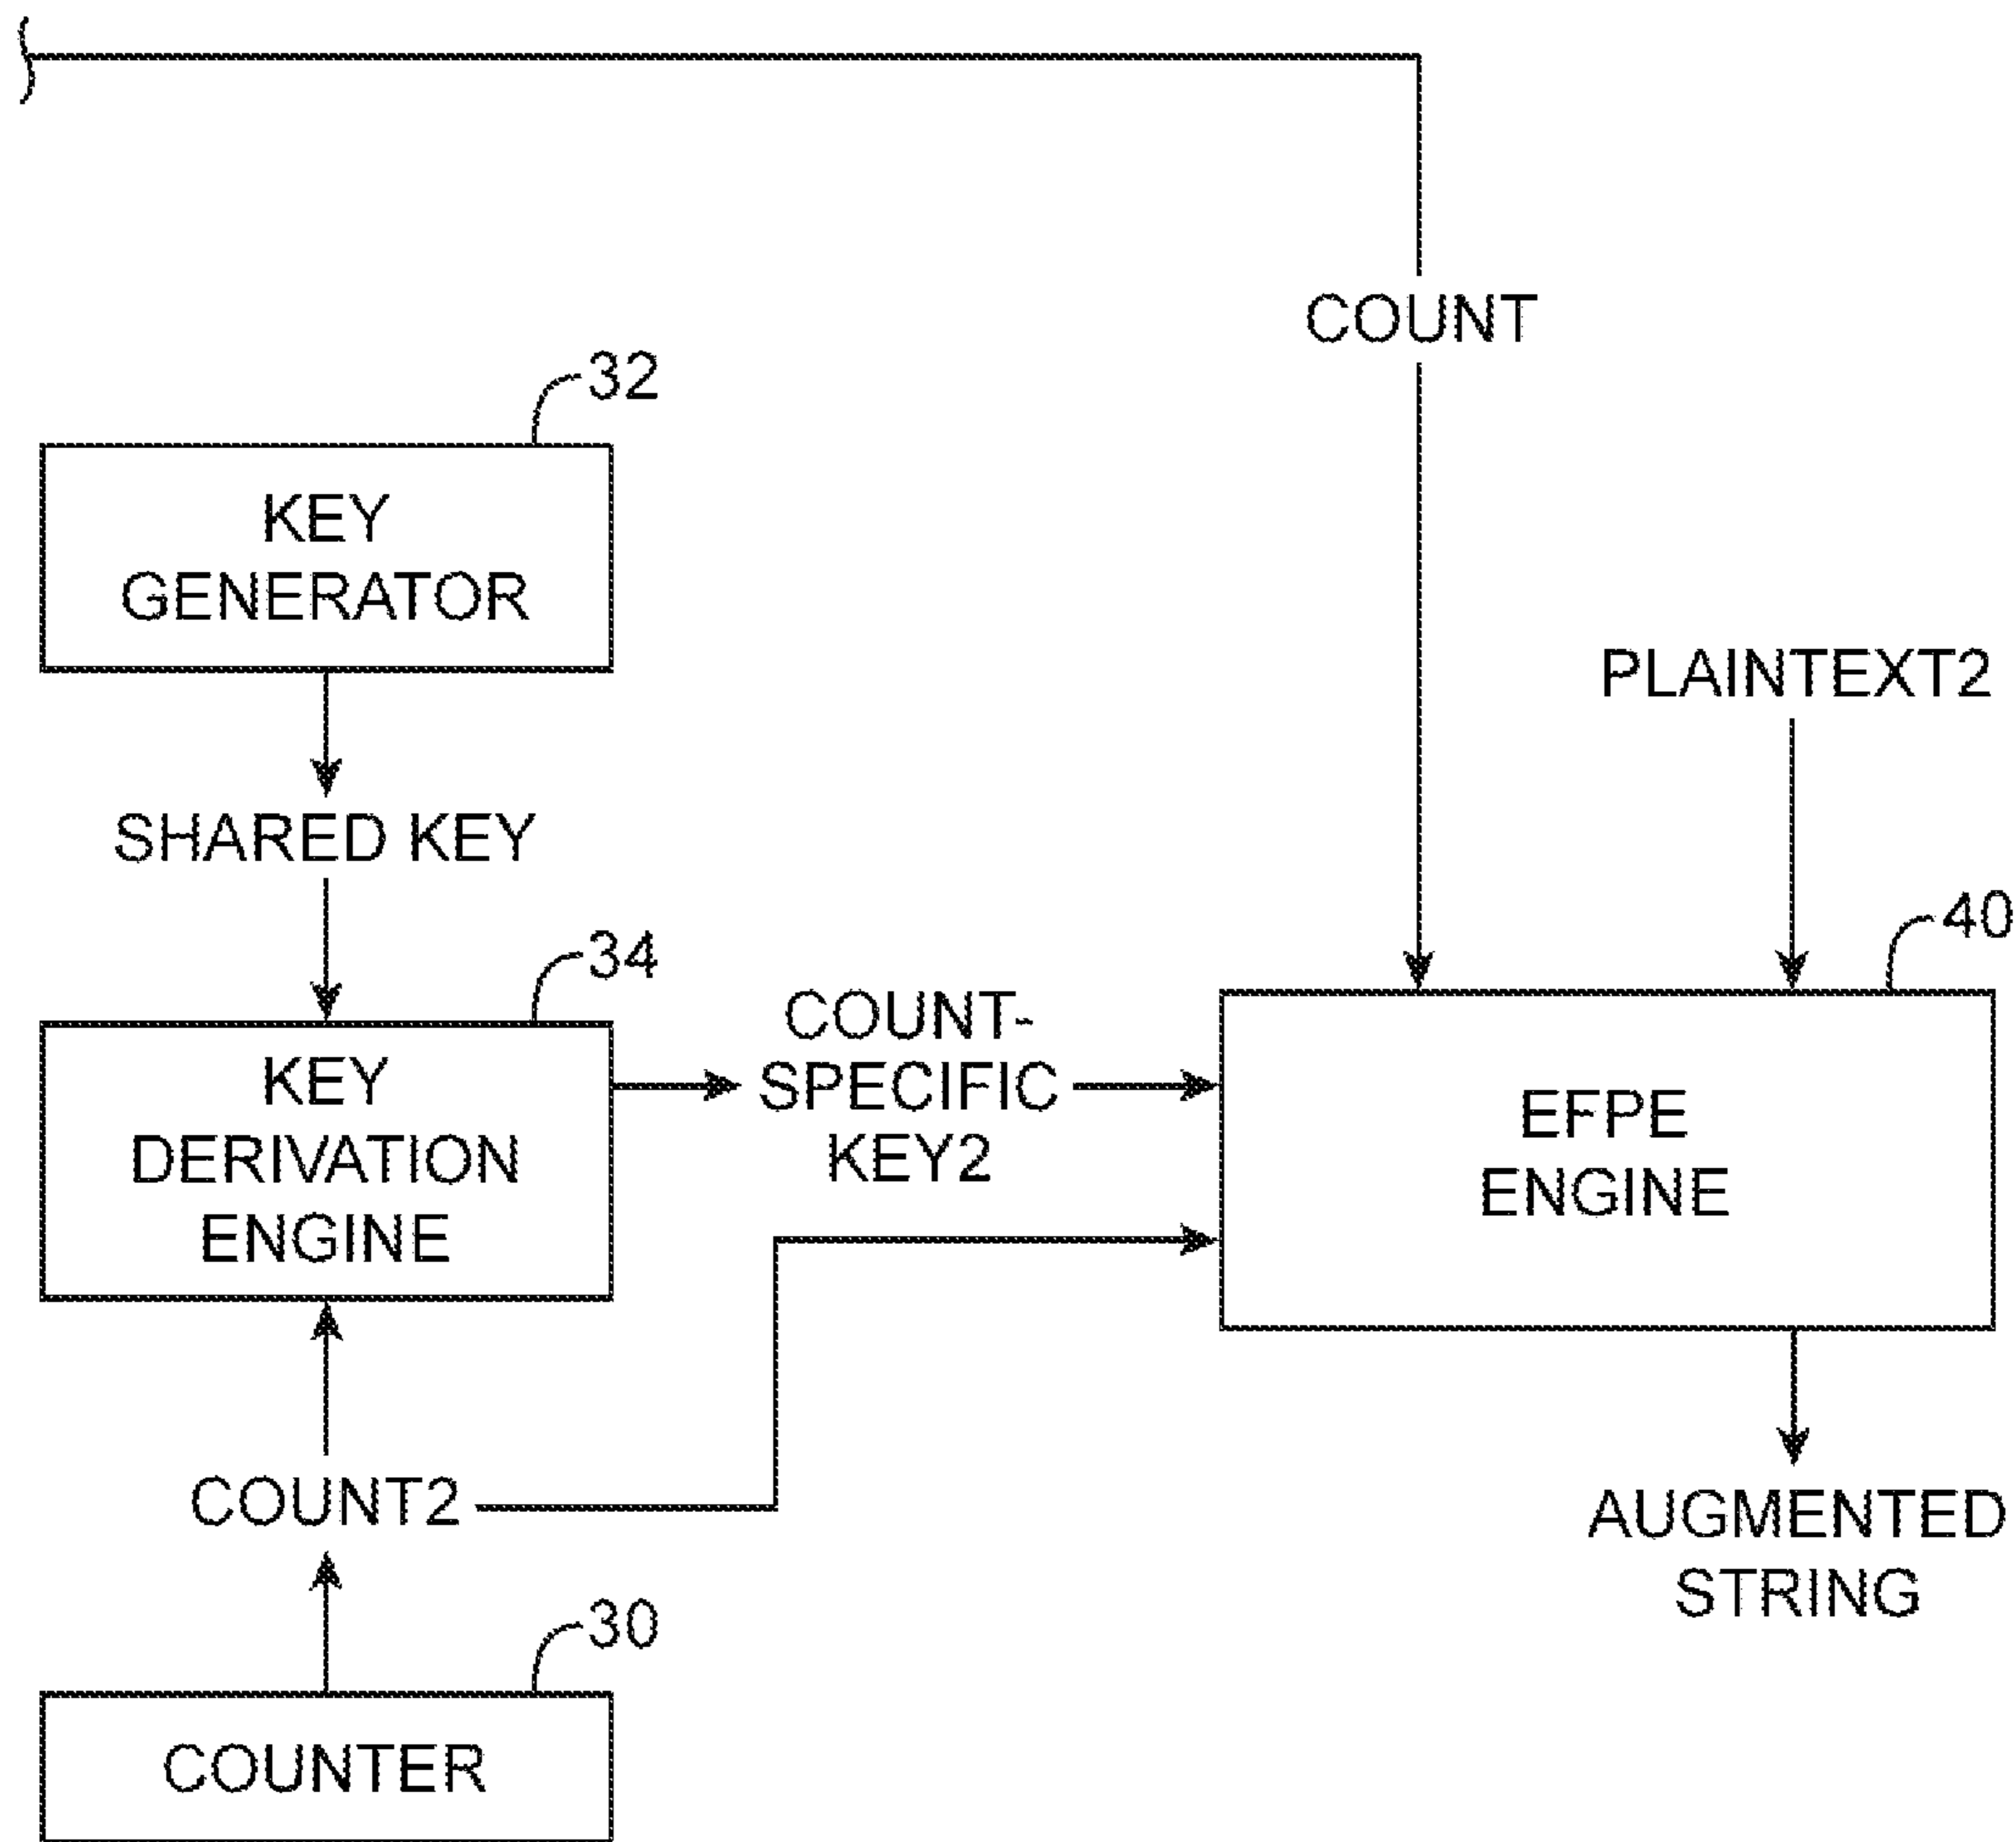 COUNT
32
KEY
GENERATOR
PLAINTEXT2
SHARED KEY
34
40
COUNT-
SPECIFIC
KEY2
KEY
DERIVATION
ENGINE
EFPE
ENGINE
COUNT2
AUGMENTED
STRING
30
COUNTER